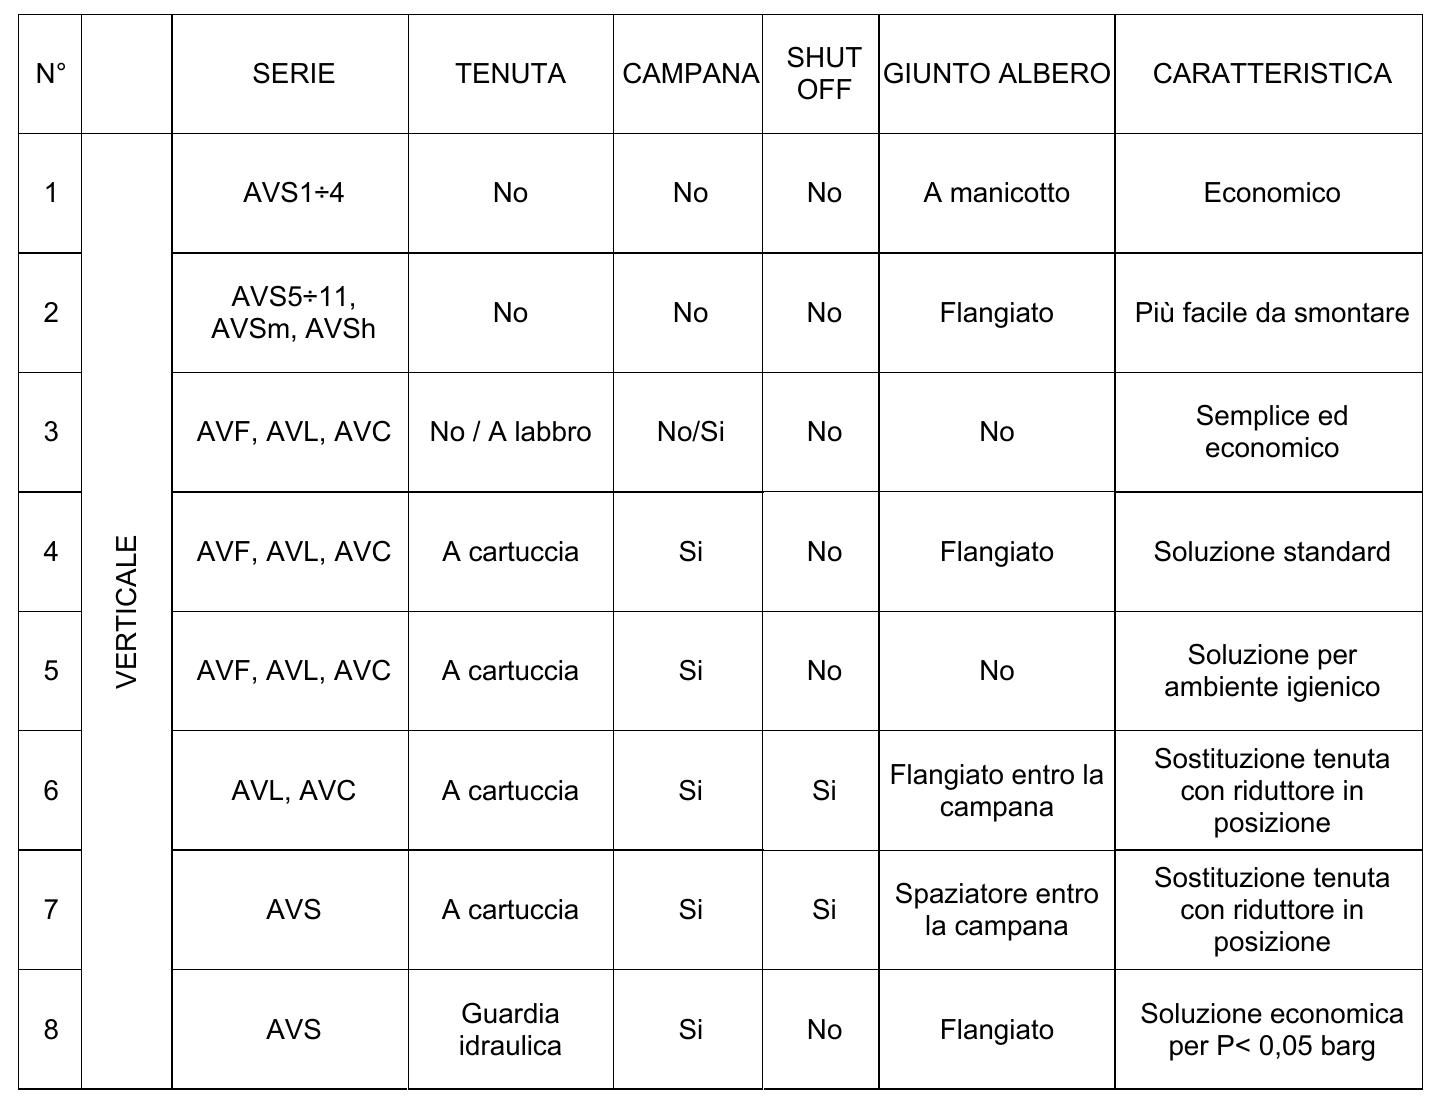 N° SERIE TENUTA CAMPANA SHUT OFF GIUNTO ALBERO CARATTERISTICA
VERTICALE
1 AVS1÷4 No No No A manicotto Economico
2 AVS5÷11, AVSm, AVSh No No No Flangiato Più facile da smontare
3 AVF, AVL, AVC No / A labbro No/Si No No Semplice ed economico
4 AVF, AVL, AVC A cartuccia Si No Flangiato Soluzione standard
5 AVF, AVL, AVC A cartuccia Si No No Soluzione per ambiente igienico
6 AVL, AVC A cartuccia Si Si Flangiato entro la campana Sostituzione tenuta con riduttore in posizione
7 AVS A cartuccia Si Si Spaziatore entro la campana Sostituzione tenuta con riduttore in posizione
8 AVS Guardia idraulica Si No Flangiato Soluzione economica per P< 0,05 barg